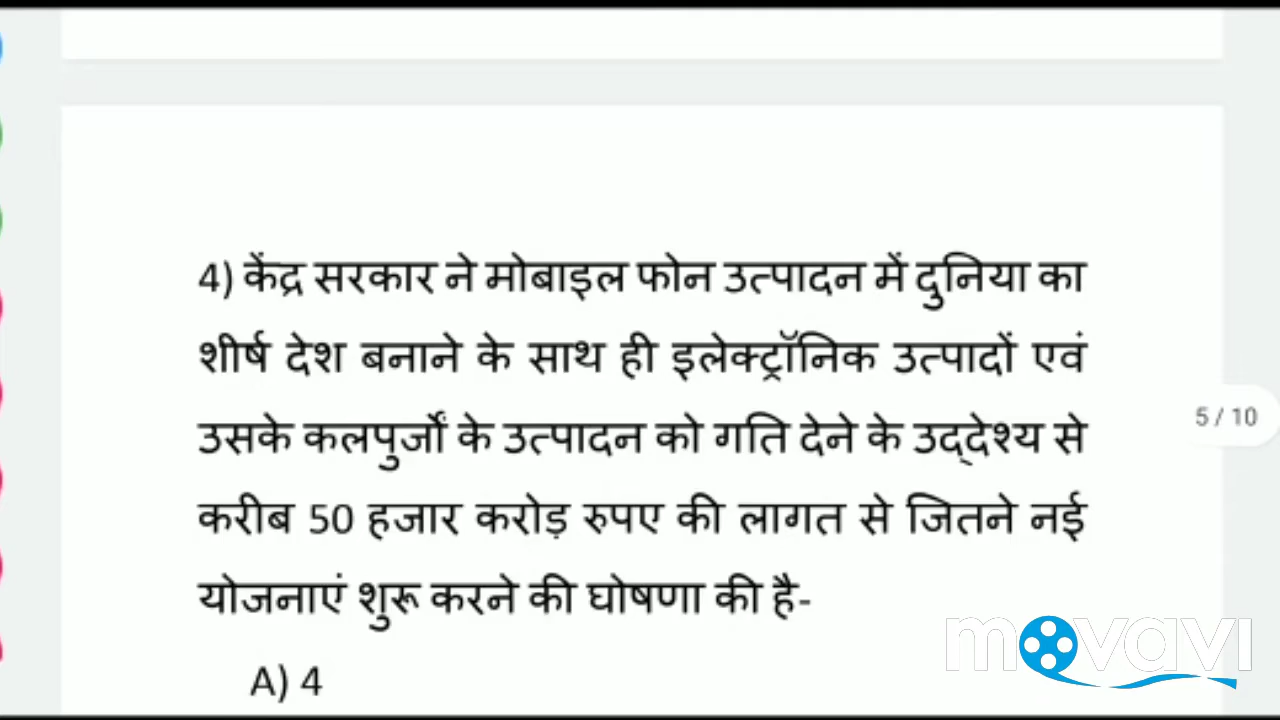 4) केंद्र सरकार ने मोबाइल फोन उत्पादन में दुनिया का
शीर्ष देश बनाने के साथ ही इलेक्ट्रॉनिक उत्पादों एवं
उसके कलपुर्जों के उत्पादन को गति देने के उद्देश्य से
करीब 50 हजार करोड़ रुपए की लागत से जितने नई
योजनाएं शुरू करने की घोषणा की है-
A) 4
5 / 10
movavi